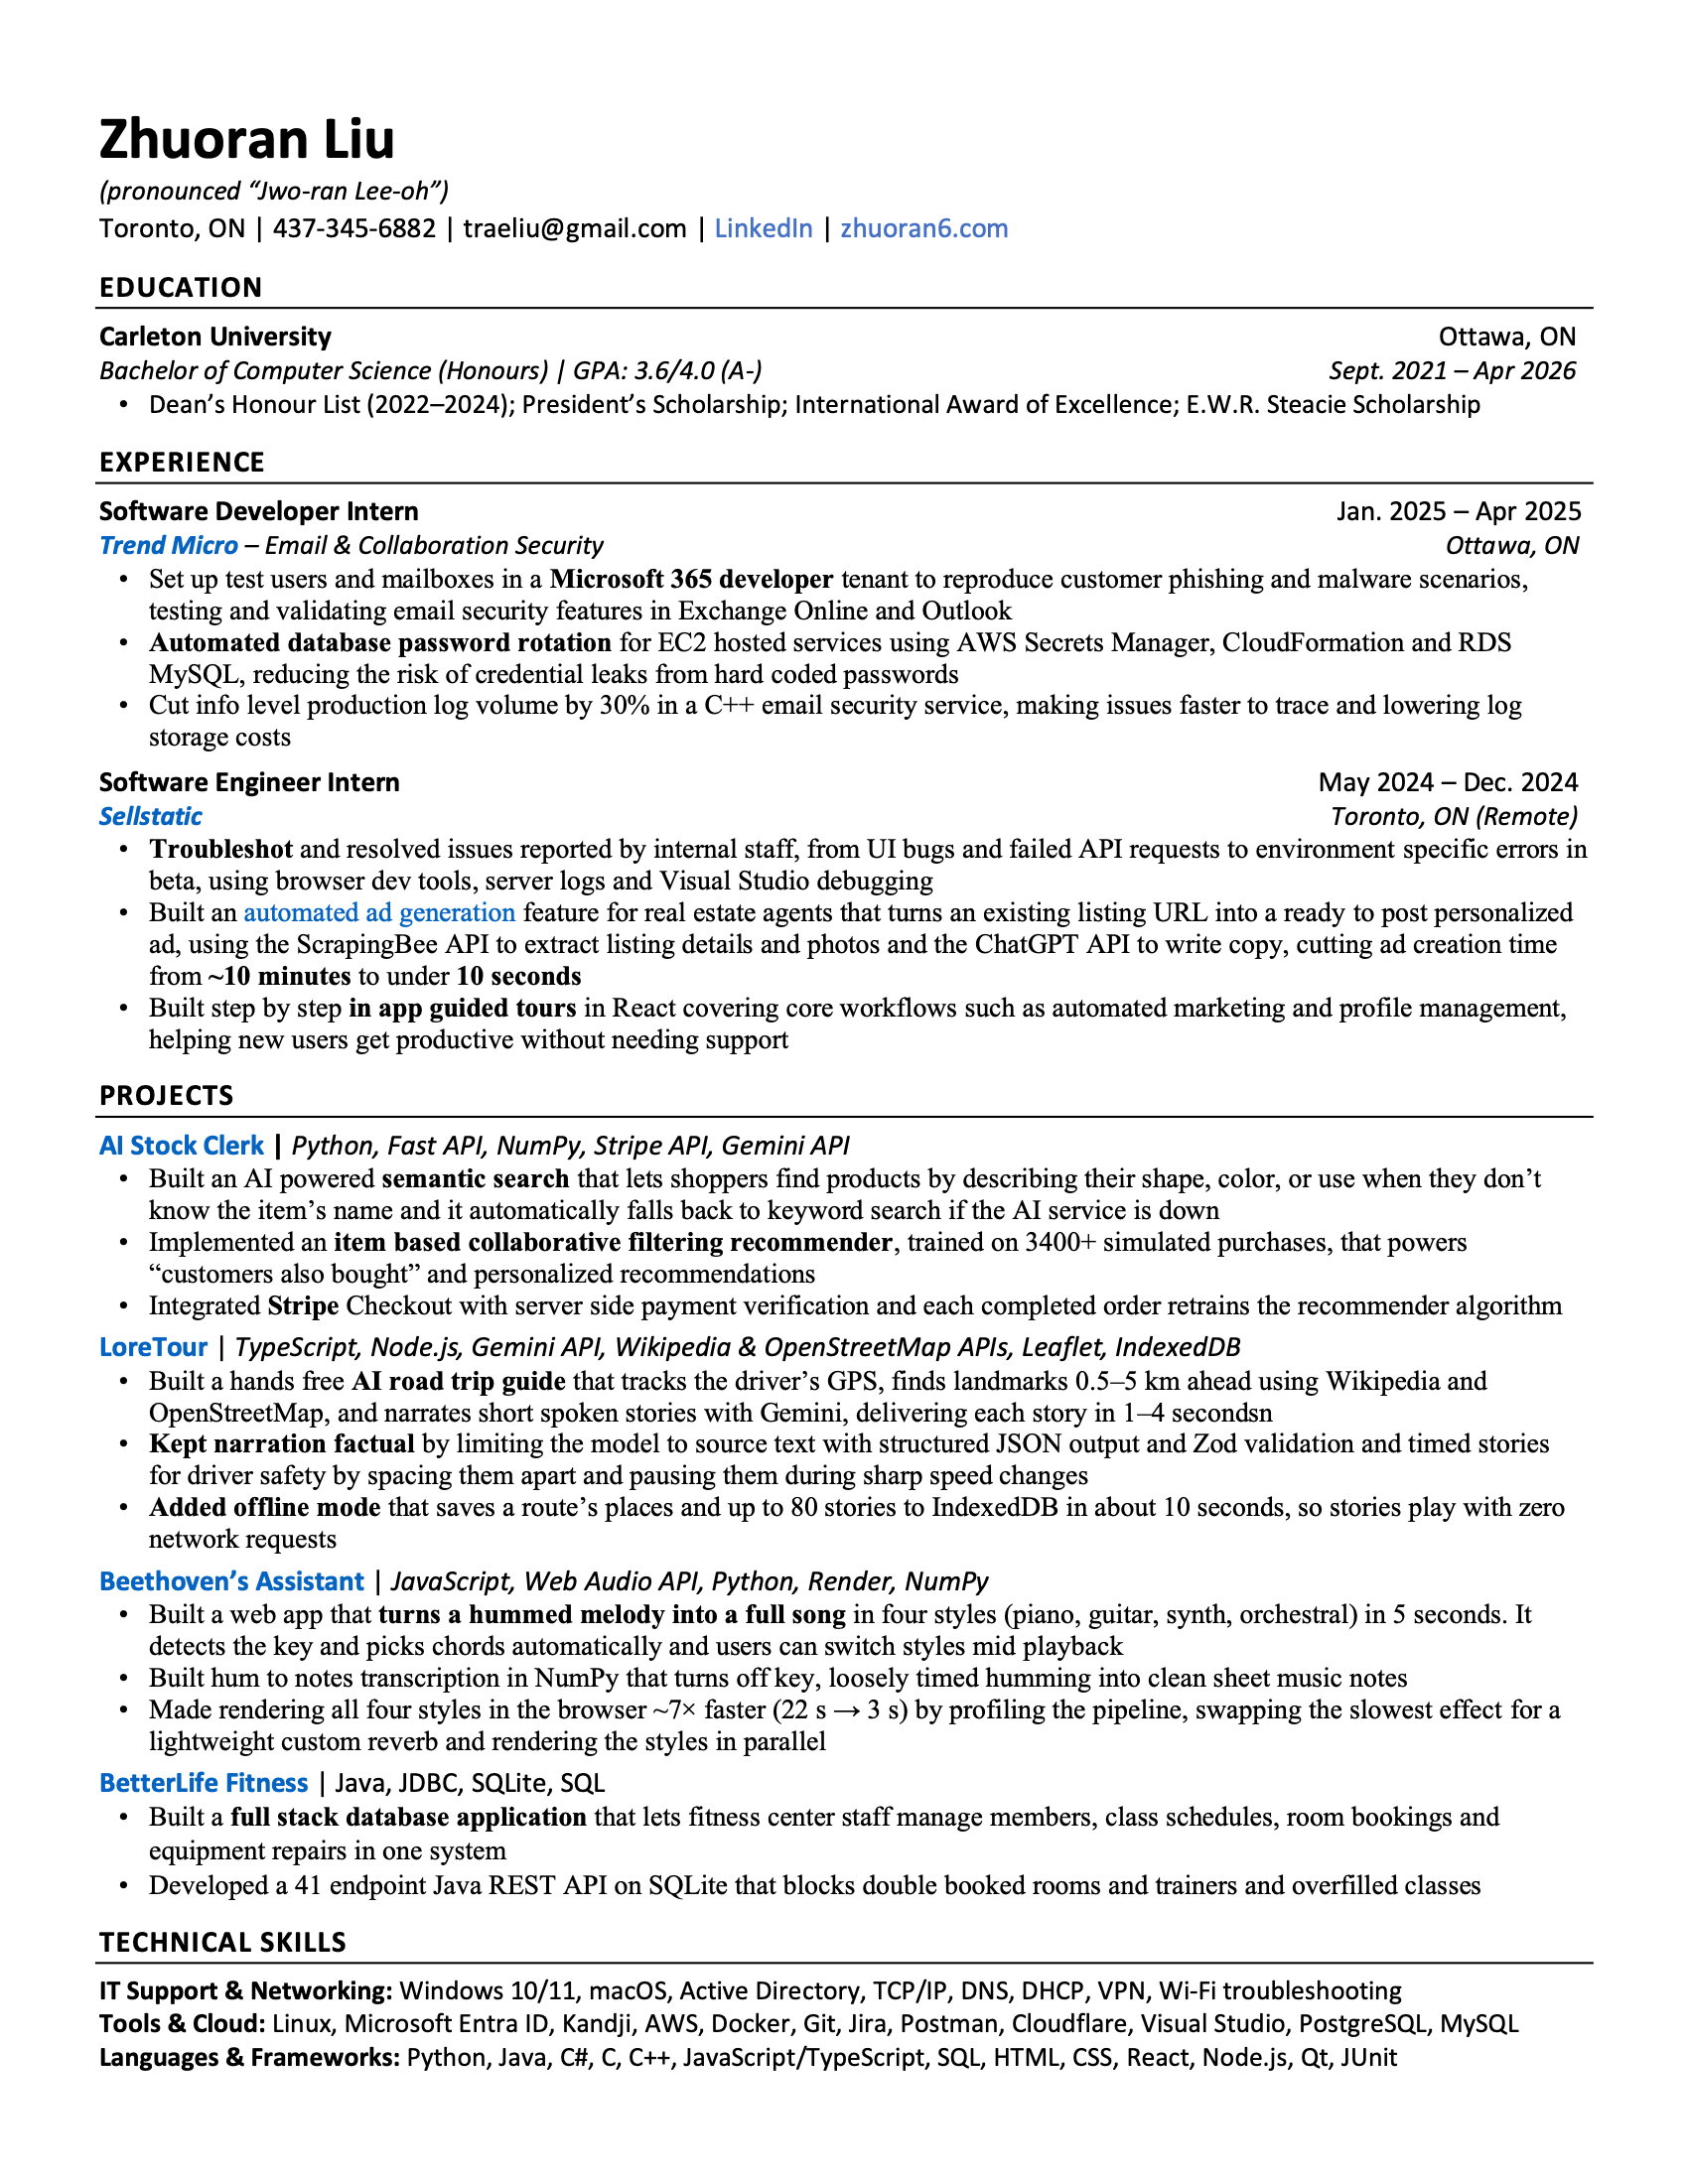 Zhuoran Liu
(pronounced “Jwo-ran Lee-oh”)
Toronto, ON | 437-345-6882 | traeliu@gmail.com | LinkedIn | zhuoran6.com
EDUCATION
Carleton University Ottawa, ON
Bachelor of Computer Science (Honours) | GPA: 3.6/4.0 (A-) Sept. 2021 – Apr 2026
• Dean’s Honour List (2022–2024); President’s Scholarship; International Award of Excellence; E.W.R. Steacie Scholarship
EXPERIENCE
Software Developer Intern Jan. 2025 – Apr 2025
Trend Micro – Email & Collaboration Security Ottawa, ON
• Set up test users and mailboxes in a Microsoft 365 developer tenant to reproduce customer phishing and malware scenarios,
testing and validating email security features in Exchange Online and Outlook
• Automated database password rotation for EC2 hosted services using AWS Secrets Manager, CloudFormation and RDS
MySQL, reducing the risk of credential leaks from hard coded passwords
• Cut info level production log volume by 30% in a C++ email security service, making issues faster to trace and lowering log
storage costs
Software Engineer Intern May 2024 – Dec. 2024
Sellstatic Toronto, ON (Remote)
• Troubleshot and resolved issues reported by internal staff, from UI bugs and failed API requests to environment specific errors in
beta, using browser dev tools, server logs and Visual Studio debugging
• Built an automated ad generation feature for real estate agents that turns an existing listing URL into a ready to post personalized
ad, using the ScrapingBee API to extract listing details and photos and the ChatGPT API to write copy, cutting ad creation time
from ~10 minutes to under 10 seconds
• Built step by step in app guided tours in React covering core workflows such as automated marketing and profile management,
helping new users get productive without needing support
PROJECTS
AI Stock Clerk | Python, Fast API, NumPy, Stripe API, Gemini API
• Built an AI powered semantic search that lets shoppers find products by describing their shape, color, or use when they don’t
know the item’s name and it automatically falls back to keyword search if the AI service is down
• Implemented an item based collaborative filtering recommender, trained on 3400+ simulated purchases, that powers
“customers also bought” and personalized recommendations
• Integrated Stripe Checkout with server side payment verification and each completed order retrains the recommender algorithm
LoreTour | TypeScript, Node.js, Gemini API, Wikipedia & OpenStreetMap APIs, Leaflet, IndexedDB
• Built a hands free AI road trip guide that tracks the driver’s GPS, finds landmarks 0.5–5 km ahead using Wikipedia and
OpenStreetMap, and narrates short spoken stories with Gemini, delivering each story in 1–4 secondsn
• Kept narration factual by limiting the model to source text with structured JSON output and Zod validation and timed stories
for driver safety by spacing them apart and pausing them during sharp speed changes
• Added offline mode that saves a route’s places and up to 80 stories to IndexedDB in about 10 seconds, so stories play with zero
network requests
Beethoven’s Assistant | JavaScript, Web Audio API, Python, Render, NumPy
• Built a web app that turns a hummed melody into a full song in four styles (piano, guitar, synth, orchestral) in 5 seconds. It
detects the key and picks chords automatically and users can switch styles mid playback
• Built hum to notes transcription in NumPy that turns off key, loosely timed humming into clean sheet music notes
• Made rendering all four styles in the browser ~7× faster (22 s → 3 s) by profiling the pipeline, swapping the slowest effect for a
lightweight custom reverb and rendering the styles in parallel
BetterLife Fitness | Java, JDBC, SQLite, SQL
• Built a full stack database application that lets fitness center staff manage members, class schedules, room bookings and
equipment repairs in one system
• Developed a 41 endpoint Java REST API on SQLite that blocks double booked rooms and trainers and overfilled classes
TECHNICAL SKILLS
IT Support & Networking: Windows 10/11, macOS, Active Directory, TCP/IP, DNS, DHCP, VPN, Wi-Fi troubleshooting
Tools & Cloud: Linux, Microsoft Entra ID, Kandji, AWS, Docker, Git, Jira, Postman, Cloudflare, Visual Studio, PostgreSQL, MySQL
Languages & Frameworks: Python, Java, C#, C, C++, JavaScript/TypeScript, SQL, HTML, CSS, React, Node.js, Qt, JUnit